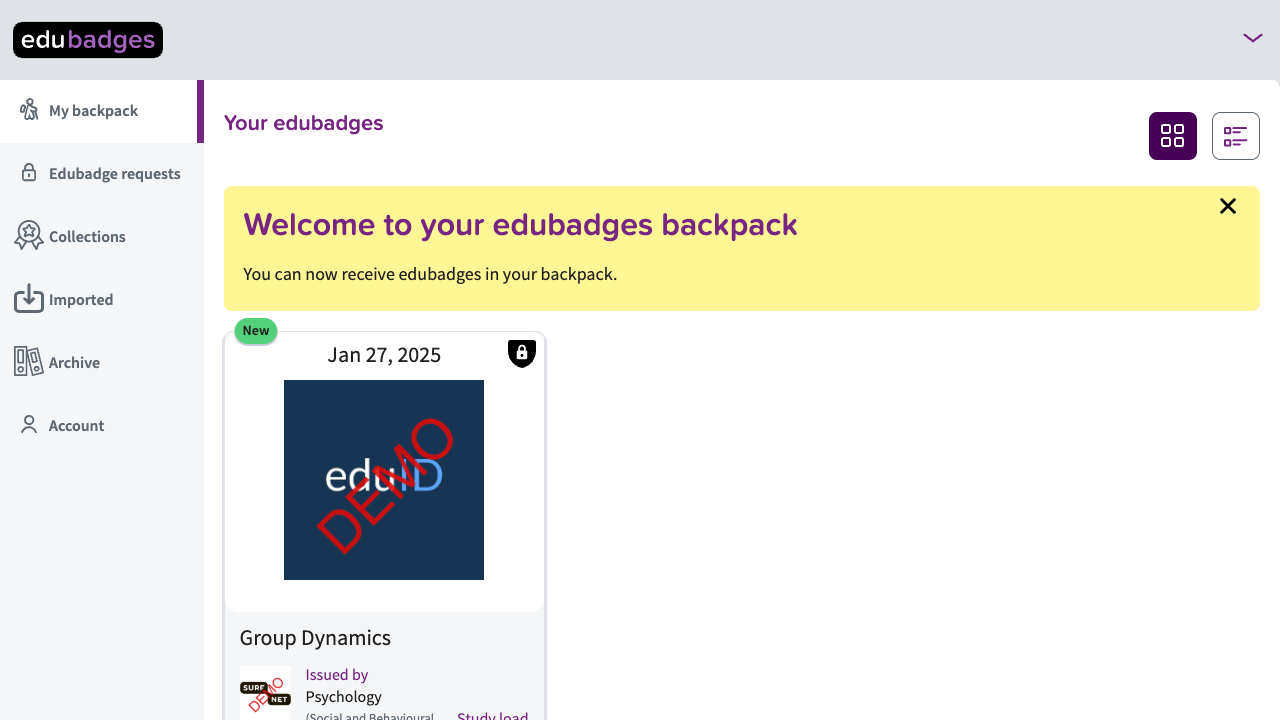 edubadges
My backpack
Edubadge requests
Collections
Imported
Archive
Account
Your edubadges
Welcome to your edubadges backpack
You can now receive edubadges in your backpack.
New
Jan 27, 2025
eduID
DEMO
Group Dynamics
SURF
NET
DEMO
Issued by
Psychology
(Social and Behavioural
Study load